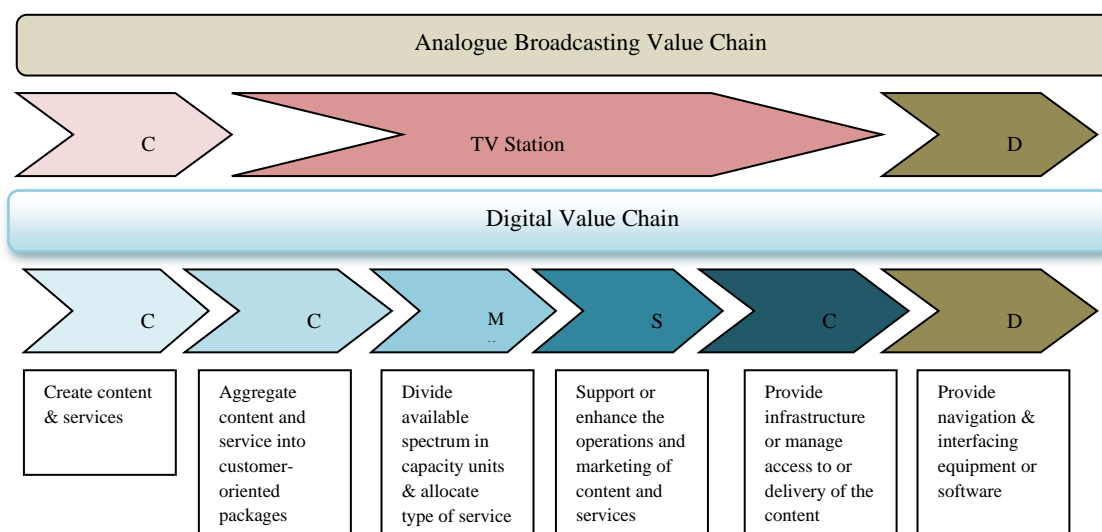 Analogue Broadcasting Value Chain
C
TV Station
D
Digital Value Chain
C
C
M
S
C
D
Create content
& services
Aggregate
content and
service into
customer-
oriented
packages
Divide
available
spectrum in
capacity units
& allocate
type of service
Support or
enhance the
operations and
marketing of
content and
services
Provide
infrastructure
or manage
access to or
delivery of the
content
Provide
navigation &
interfacing
equipment or
software